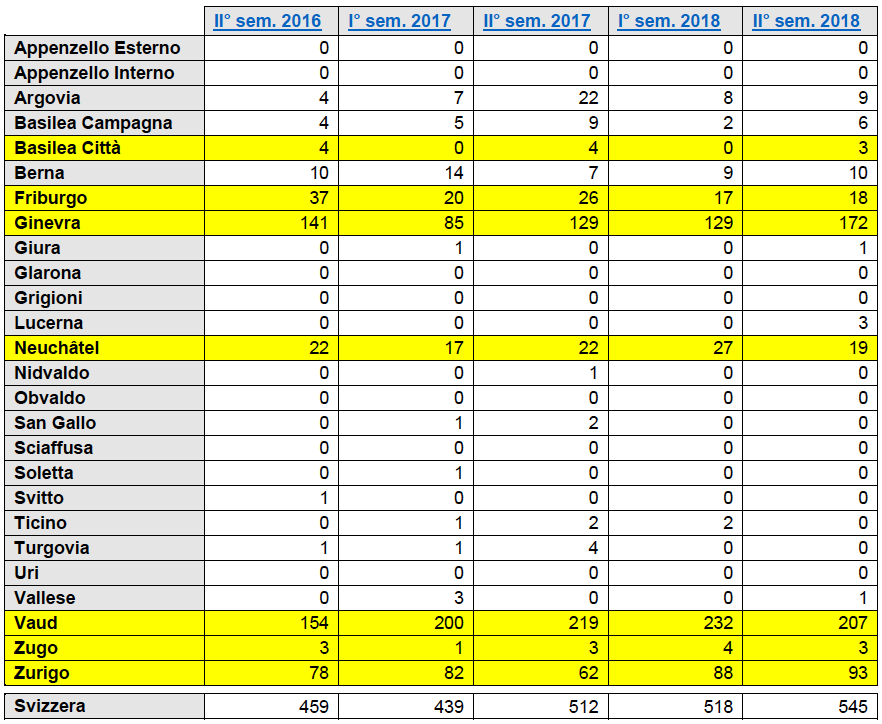 II° sem. 2016 I° sem. 2017 II° sem. 2017 I° sem. 2018 II° sem. 2018
Appenzello Esterno 0 0 0 0 0
Appenzello Interno 0 0 0 0 0
Argovia 4 7 22 8 9
Basilea Campagna 4 5 9 2 6
Basilea Città 4 0 4 0 3
Berna 10 14 7 9 10
Friburgo 37 20 26 17 18
Ginevra 141 85 129 129 172
Giura 0 1 0 0 1
Glarona 0 0 0 0 0
Grigioni 0 0 0 0 0
Lucerna 0 0 0 0 3
Neuchâtel 22 17 22 27 19
Nidvaldo 0 0 1 0 0
Obvaldo 0 0 0 0 0
San Gallo 0 1 2 0 0
Sciaffusa 0 0 0 0 0
Soletta 0 1 0 0 0
Svitto 1 0 0 0 0
Ticino 0 1 2 2 0
Turgovia 1 1 4 0 0
Uri 0 0 0 0 0
Vallese 0 3 0 0 1
Vaud 154 200 219 232 207
Zugo 3 1 3 4 3
Zurigo 78 82 62 88 93
Svizzera 459 439 512 518 545